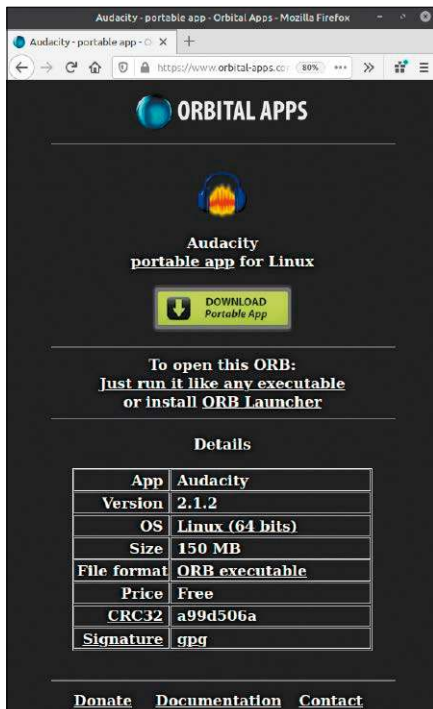 Audacity - portable app - Orbital Apps - Mozilla Firefox
Audacity - portable app - O
https://www.orbital-apps.co
80%
ORBITAL APPS
Audacity
portable app for Linux
DOWNLOAD
Portable App
To open this ORB:
Just run it like any executable
or install ORB Launcher
Details
App Audacity
Version 2.1.2
OS Linux (64 bits)
Size 150 MB
File format ORB executable
Price Free
CRC32 a99d506a
Signature gpg
Donate Documentation Contact